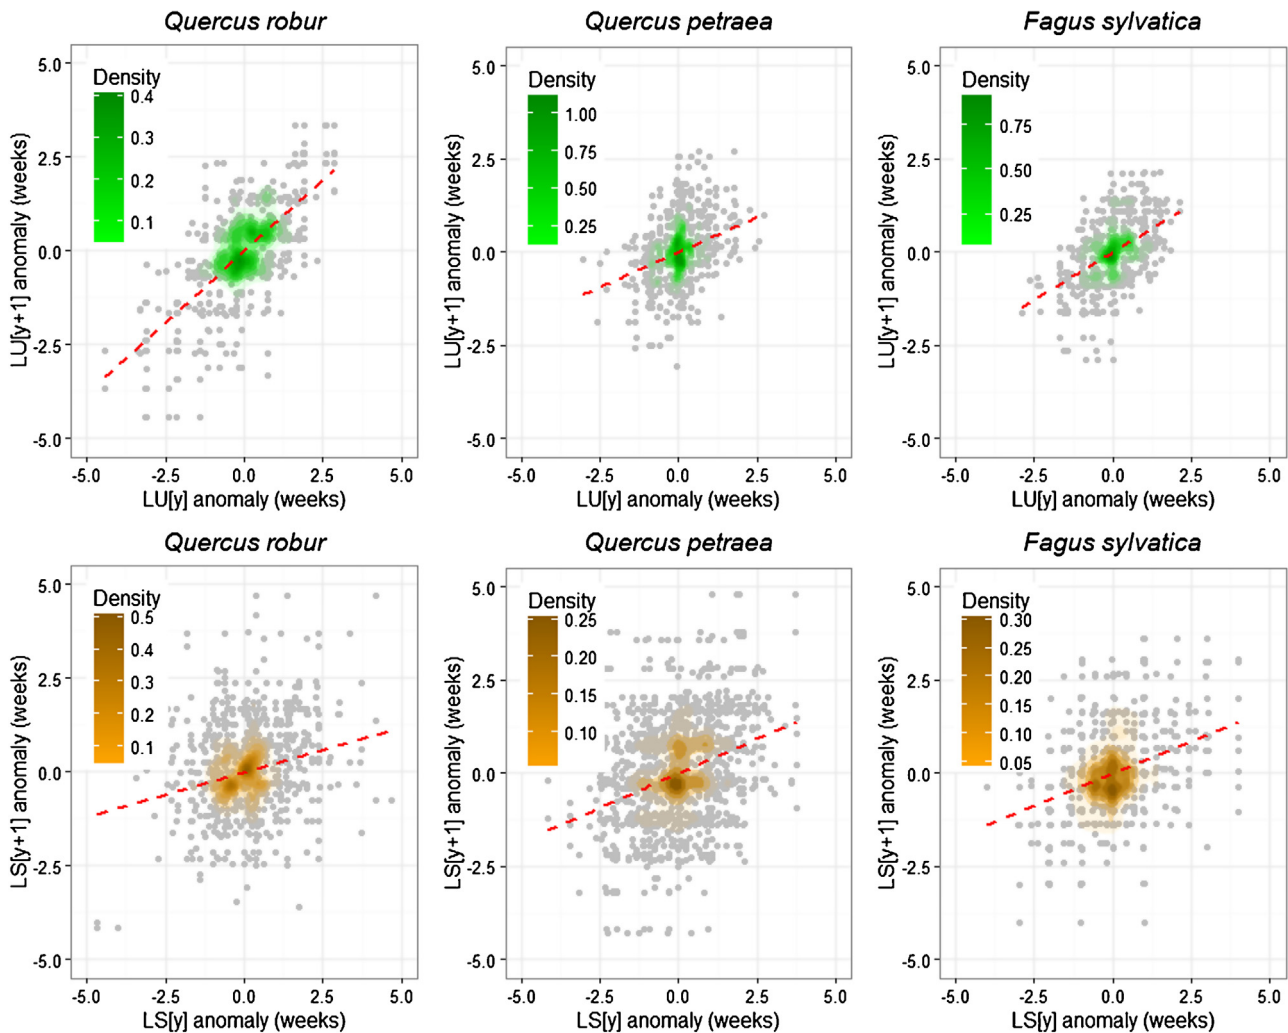 Quercus robur
Quercus petraea
Fagus sylvatica
LU[y+1] anomaly (weeks)
5.0
2.5
0.0
-2.5
-5.0
Density
0.4
0.3
0.2
0.1
-5.0 -2.5 0.0 2.5 5.0
LU[y] anomaly (weeks)
LU[y+1] anomaly (weeks)
5.0
2.5
0.0
-2.5
-5.0
Density
1.00
0.75
0.50
0.25
-5.0 -2.5 0.0 2.5 5.0
LU[y] anomaly (weeks)
LU[y+1] anomaly (weeks)
5.0
2.5
0.0
-2.5
-5.0
Density
0.75
0.50
0.25
-5.0 -2.5 0.0 2.5 5.0
LU[y] anomaly (weeks)
Quercus robur
Quercus petraea
Fagus sylvatica
LS[y+1] anomaly (weeks)
5.0
2.5
0.0
-2.5
-5.0
Density
0.5
0.4
0.3
0.2
0.1
-5.0 -2.5 0.0 2.5 5.0
LS[y] anomaly (weeks)
LS[y+1] anomaly (weeks)
5.0
2.5
0.0
-2.5
-5.0
Density
0.25
0.20
0.15
0.10
-5.0 -2.5 0.0 2.5 5.0
LS[y] anomaly (weeks)
LS[y+1] anomaly (weeks)
5.0
2.5
0.0
-2.5
-5.0
Density
0.30
0.25
0.20
0.15
0.10
0.05
-5.0 -2.5 0.0 2.5 5.0
LS[y] anomaly (weeks)